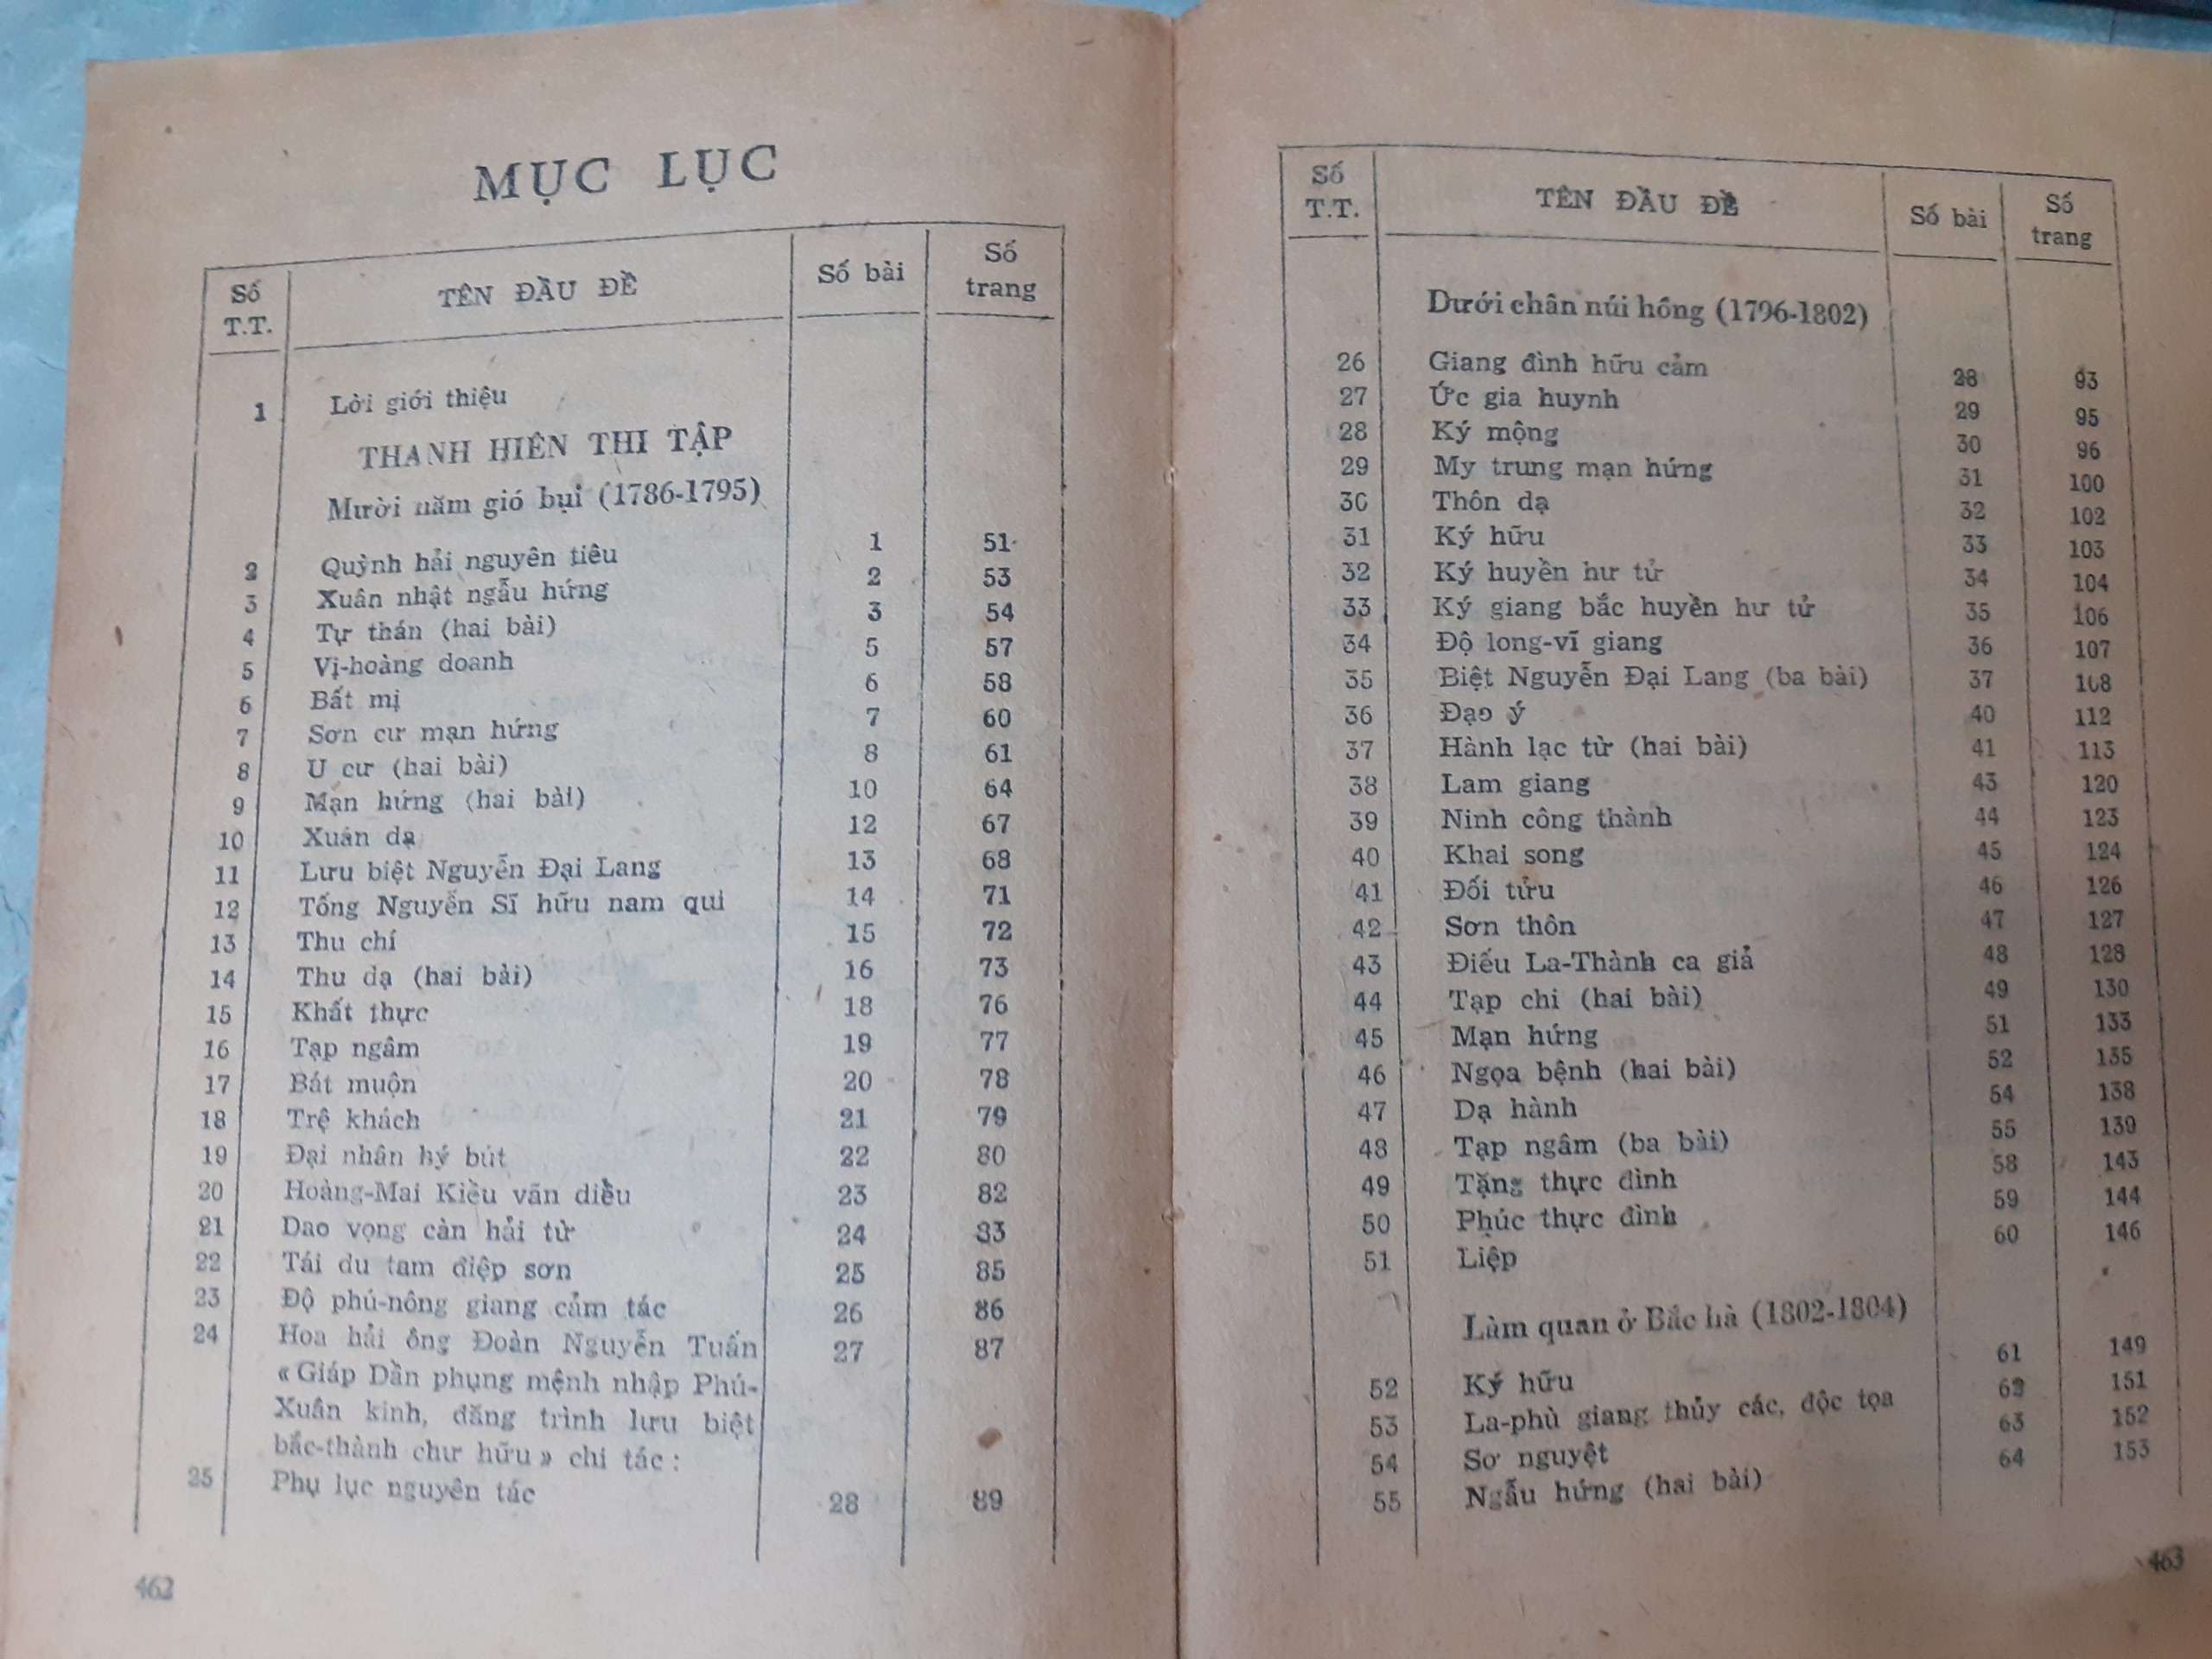 MỤC LỤC
Số T.T. TÊN ĐẦU ĐỀ Số bài Số trang
1 Lời giới thiệu
THANH HIÊN THI TẬP
Mười năm gió bụi (1786-1795)
2 Quỳnh hải nguyên tiêu 1 51
3 Xuân nhật ngẫu hứng 2 53
4 Tự thán (hai bài) 3 54
5 Vị-hoàng doanh 5 57
6 Bất mị 6 58
7 Sơn cư mạn hứng 7 60
8 U cư (hai bài) 8 61
9 Mạn hứng (hai bài) 10 64
10 Xuân dạ 12 67
11 Lưu biệt Nguyễn Đại Lang 13 68
12 Tống Nguyễn Sĩ hữu nam qui 14 71
13 Thu chí 15 72
14 Thu dạ (hai bài) 16 73
15 Khất thực 18 76
16 Tạp ngâm 19 77
17 Bát muộn 20 78
18 Trệ khách 21 79
19 Đại nhân hý bút 22 80
20 Hoàng-Mai Kiều vãn diều 23 82
21 Dao vọng càn hải từ 24 83
22 Tái du tam điệp sơn 25 85
23 Độ phú-nông giang cảm tác 26 86
24 Hoa hải ông Đoàn Nguyễn Tuấn 27 87
« Giáp Dần phụng mệnh nhập Phú-
Xuân kinh, đăng trình lưu biệt
bắc-thành chư hữu » chi tác :
25 Phụ lục nguyên tác 28 89
462
Số T.T. TÊN ĐẦU ĐỀ Số bài Số trang
Dưới chân núi hồng (1796-1802)
26 Giang đình hữu cảm 28 93
27 Ức gia huynh 29 95
28 Ký mộng 30 96
29 My trung mạn hứng 31 100
30 Thôn dạ 32 102
31 Ký hữu 33 103
32 Ký huyền hư tử 34 104
33 Ký giang bắc huyền hư tử 35 106
34 Độ long-vĩ giang 36 107
35 Biệt Nguyễn Đại Lang (ba bài) 37 108
36 Đạo ý 40 112
37 Hành lạc từ (hai bài) 41 113
38 Lam giang 43 120
39 Ninh công thành 44 123
40 Khai song 45 124
41 Đối tửu 46 126
42 Sơn thôn 47 127
43 Điếu La-Thành ca giả 48 128
44 Tạp chi (hai bài) 49 130
45 Mạn hứng 51 133
46 Ngọa bệnh (hai bài) 52 135
47 Dạ hành 54 138
48 Tạp ngâm (ba bài) 55 139
49 Tặng thực đình 58 143
50 Phúc thực đình 59 144
51 Liệp 60 146
Làm quan ở Bắc hà (1802-1804)
52 Ký hữu 61 149
53 La-phù giang thủy các, độc tọa 62 151
54 Sơ nguyệt 63 152
55 Ngẫu hứng (hai bài) 64 153
463